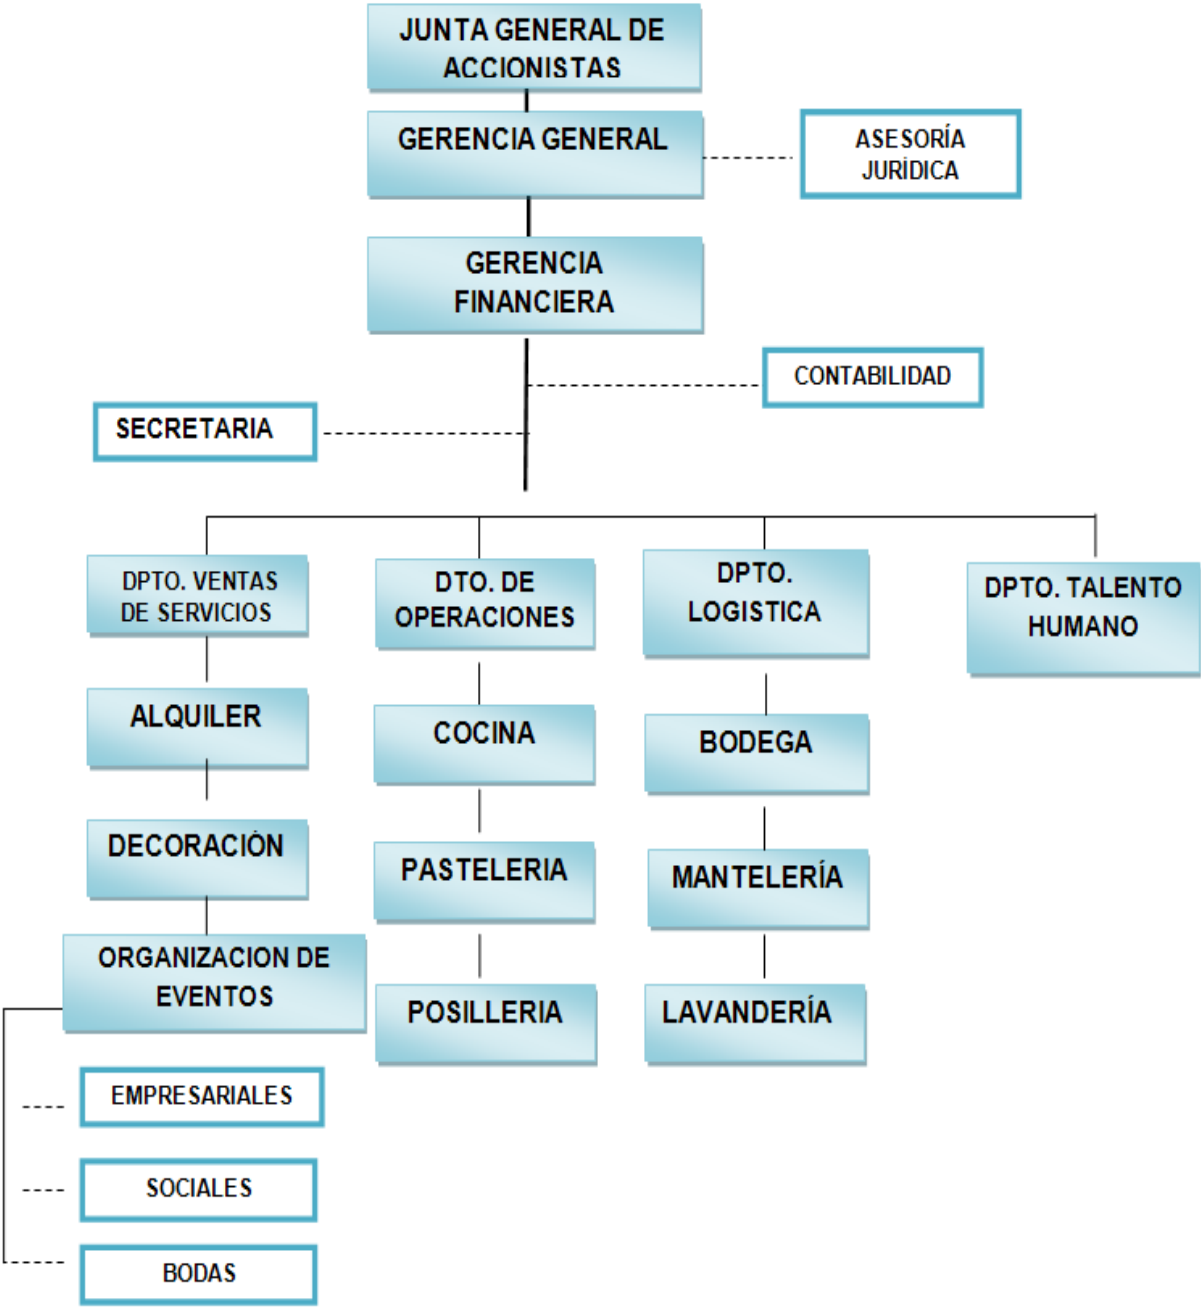 JUNTA GENERAL DE
ACCIONISTAS
GERENCIA GENERAL
ASESORÍA
JURÍDICA
GERENCIA
FINANCIERA
CONTABILIDAD
SECRETARIA
DPTO. VENTAS
DE SERVICIOS
DTO. DE
OPERACIONES
DPTO.
LOGISTICA
DPTO. TALENTO
HUMANO
ALQUILER
COCINA
BODEGA
DECORACIÓN
PASTELERIA
MANTELERÍA
ORGANIZACION DE
EVENTOS
POSILLERIA
LAVANDERÍA
EMPRESARIALES
SOCIALES
BODAS